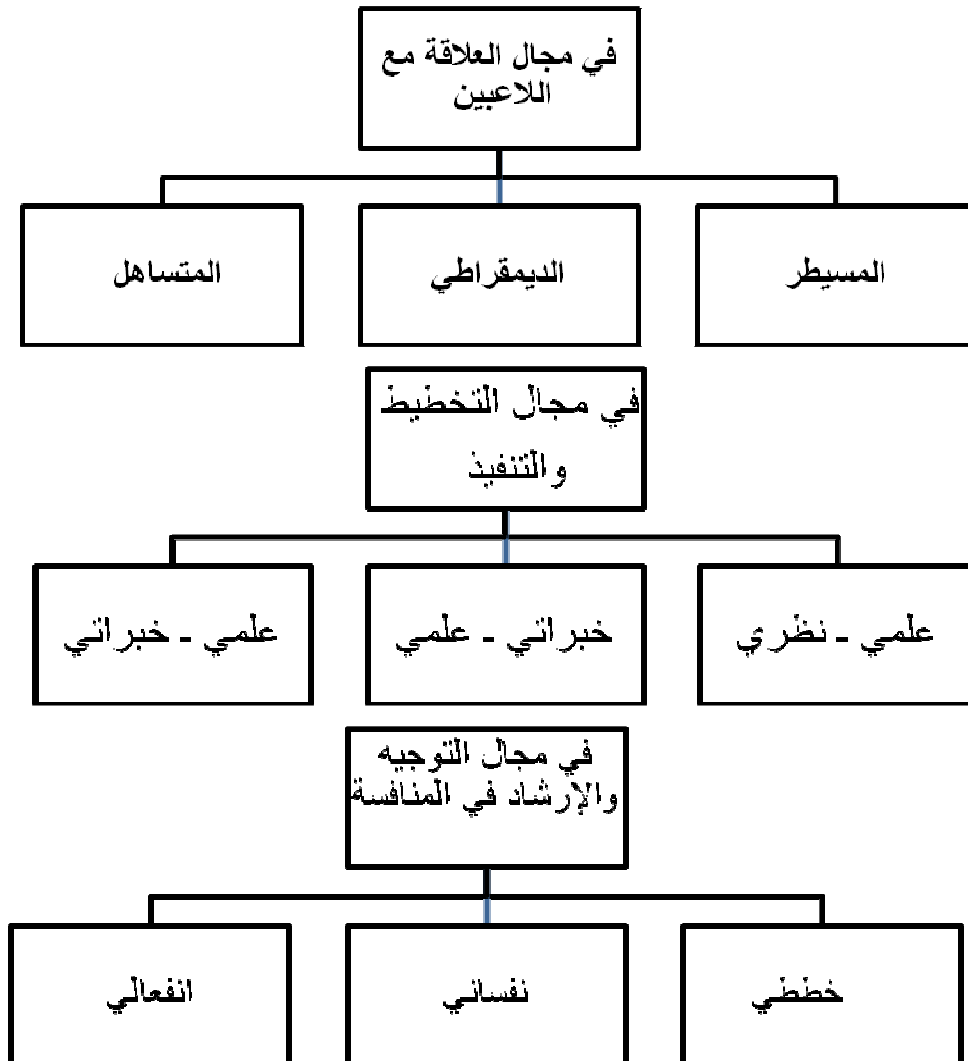 في مجال العلاقة مع
اللاعبين
المسيطر
الديمقراطي
المتساهل
في مجال التخطيط
والتنفيذ
علمي - نظري
خبراتي - علمي
علمي - خبراتي
في مجال التوجيه
والإرشاد في المنافسة
خططي
نفساني
انفعالي